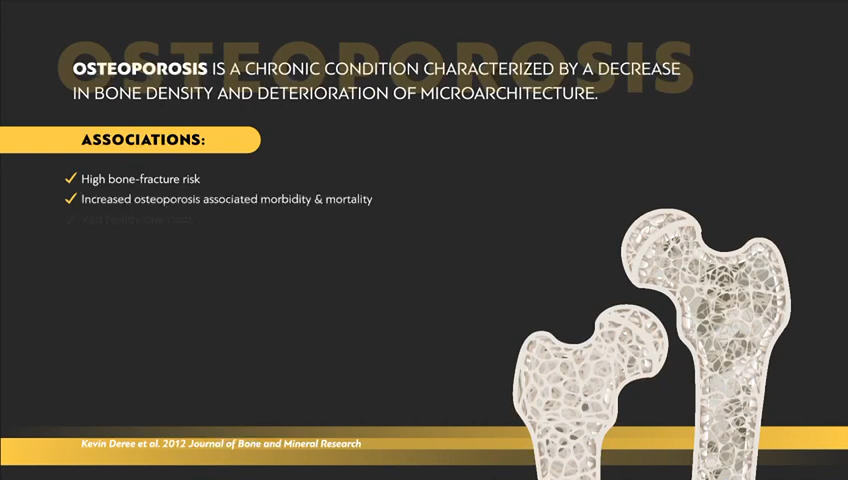 OSTEOPOROSIS
OSTEOPOROSIS IS A CHRONIC CONDITION CHARACTERIZED BY A DECREASE
IN BONE DENSITY AND DETERIORATION OF MICROARCHITECTURE.
ASSOCIATIONS:
High bone-fracture risk
Increased osteoporosis associated morbidity & mortality
Kevin Deree et al. 2012 Journal of Bone and Mineral Research